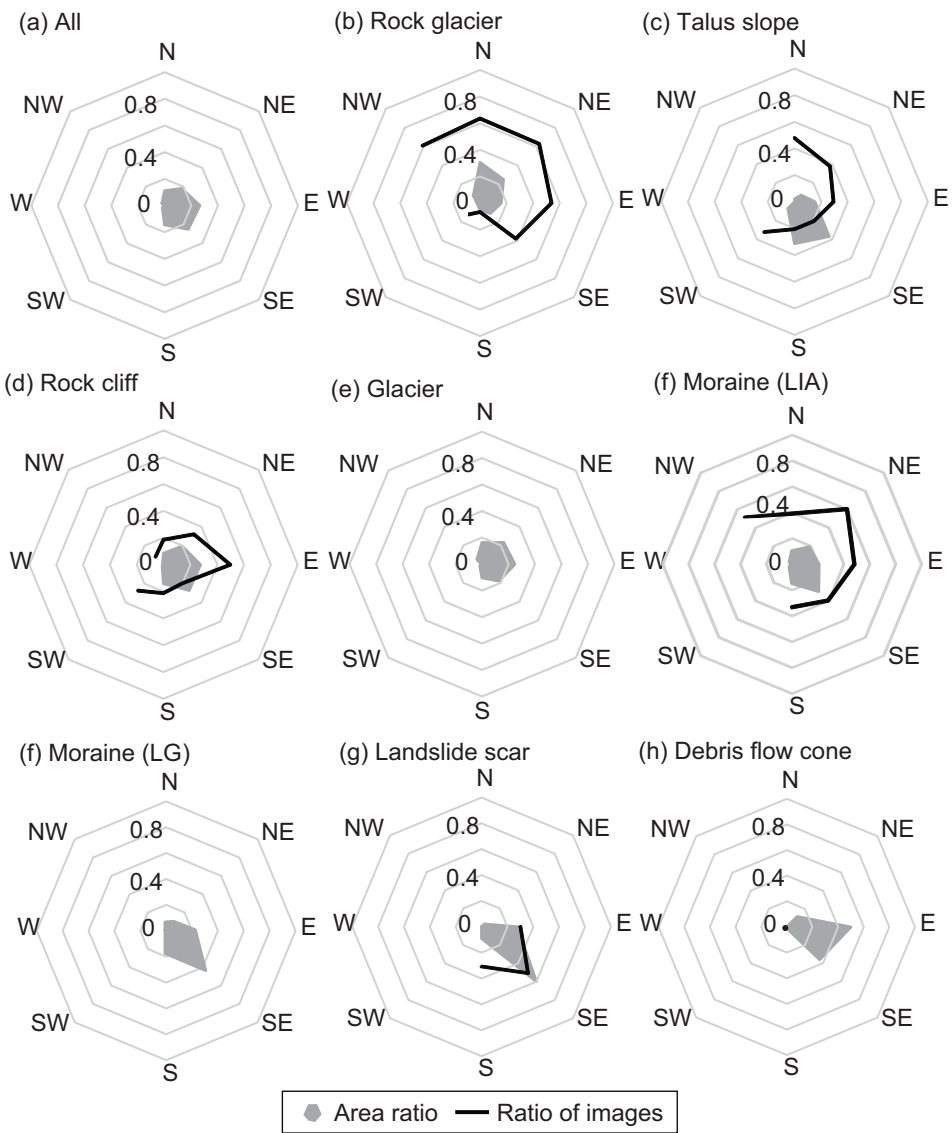 (a) All
N
NW
0.8
NE
0.4
W
0
E
SW
SE
S
(b) Rock glacier
N
NW
0.8
NE
0.4
W
0
E
SW
SE
S
(c) Talus slope
N
NW
0.8
NE
0.4
W
0
E
SW
SE
S
(d) Rock cliff
N
NW
0.8
NE
0.4
W
0
E
SW
SE
S
(e) Glacier
N
NW
0.8
NE
0.4
W
0
E
SW
SE
S
(f) Moraine (LIA)
N
NW
0.8
NE
0.4
W
0
E
SW
SE
S
(f) Moraine (LG)
N
NW
0.8
NE
0.4
W
0
E
SW
SE
S
(g) Landslide scar
N
NW
0.8
NE
0.4
W
0
E
SW
SE
S
(h) Debris flow cone
N
NW
0.8
NE
0.4
W
0
E
SW
SE
S
Area ratio
Ratio of images